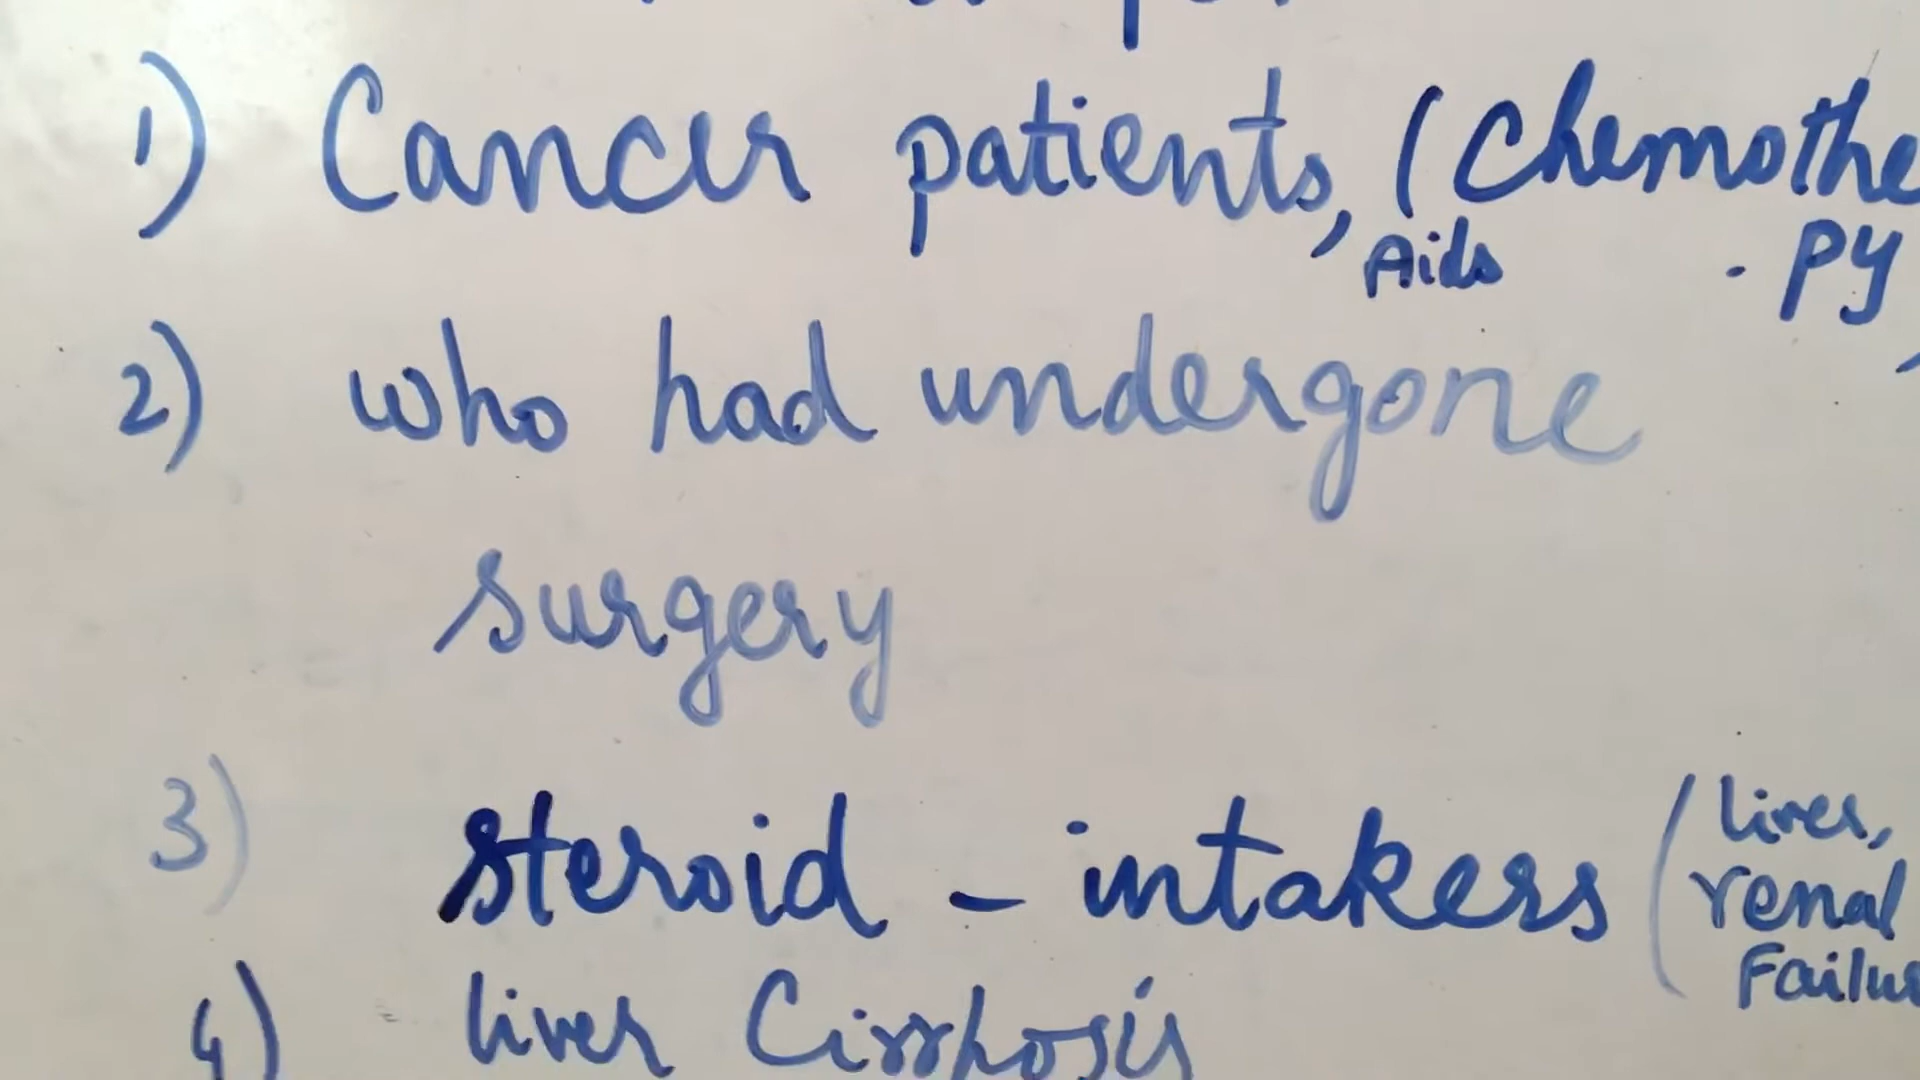 1) Cancer patients, (Chemothe
Aids . py
2) who had undergone
surgery
3) steroid - intakers (liver,
renal
Failu
4) liver Cirrhosis